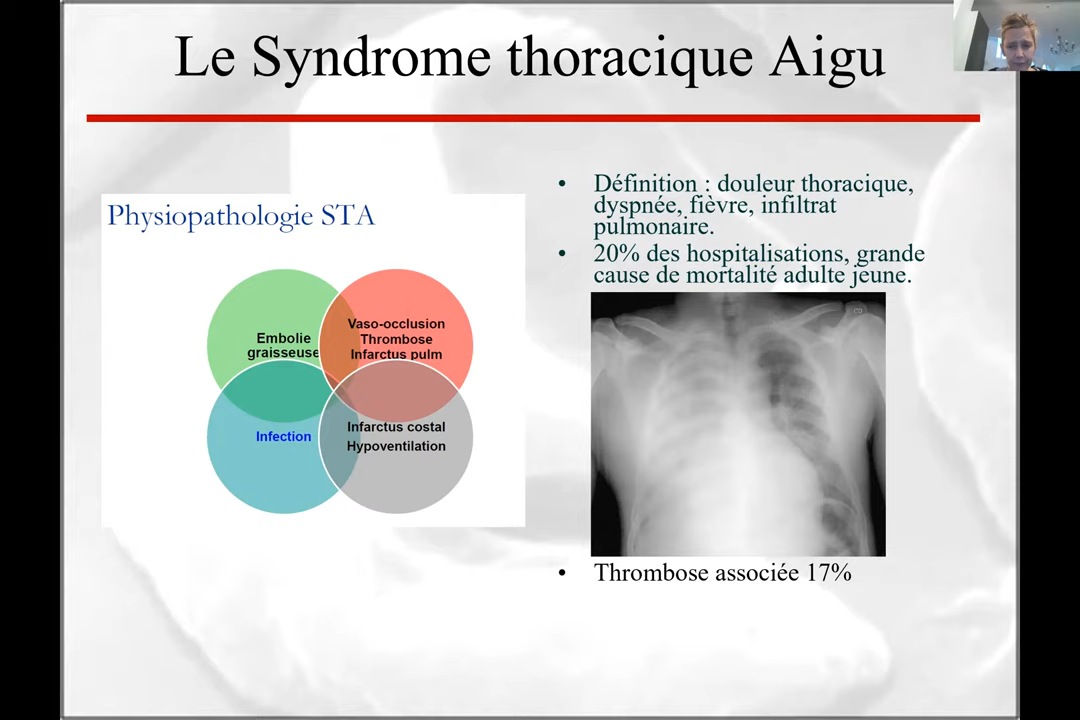 Le Syndrome thoracique Aigu
Physiopathologie STA
Embolie
graisseuse
Vaso-occlusion
Thrombose
Infarctus pulm
Infection
Infarctus costal
Hypoventilation
• Définition : douleur thoracique,
dyspnée, fièvre, infiltrat
pulmonaire.
• 20% des hospitalisations, grande
cause de mortalité adulte jeune.
• Thrombose associée 17%